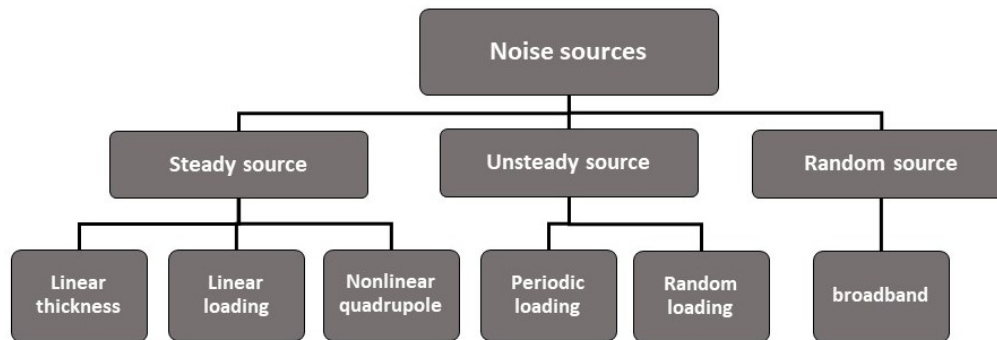 Noise sources
Steady source
Unsteady source
Random source
Linear
thickness
Linear
loading
Nonlinear
quadrupole
Periodic
loading
Random
loading
broadband